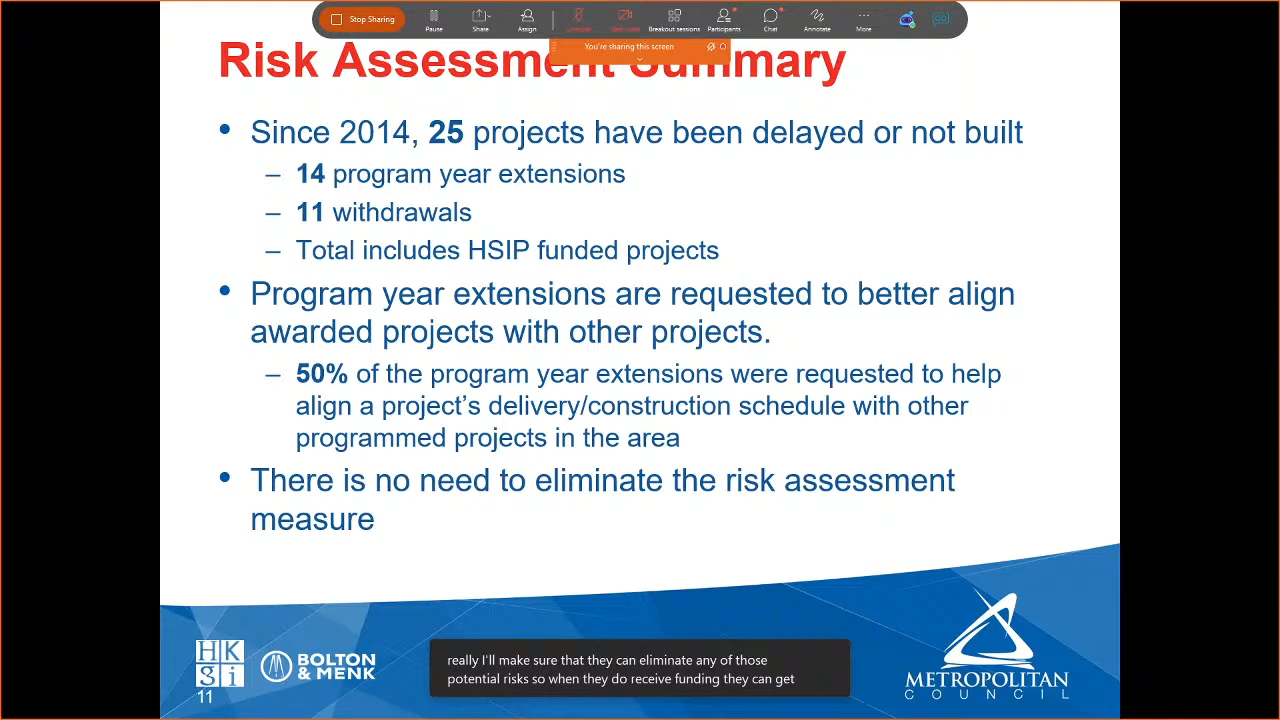 Stop Sharing
Pause
Share
Assign
Breakout sessions
Participants
Chat
Annotate
More
You're sharing this screen
Risk Assessment Summary
• Since 2014, 25 projects have been delayed or not built
– 14 program year extensions
– 11 withdrawals
– Total includes HSIP funded projects
• Program year extensions are requested to better align
awarded projects with other projects.
– 50% of the program year extensions were requested to help
align a project's delivery/construction schedule with other
programmed projects in the area
• There is no need to eliminate the risk assessment
measure
HK
gi
BOLTON
& MENK
11
really I'll make sure that they can eliminate any of those
potential risks so when they do receive funding they can get
METROPOLITAN
COUNCIL